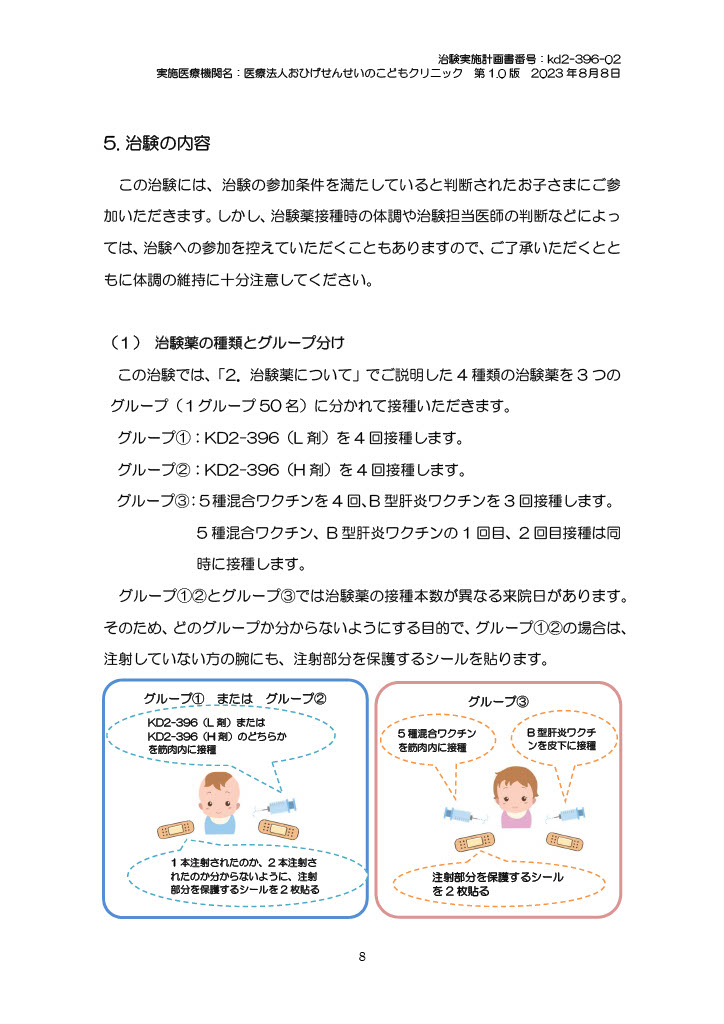 治験実施計画書番号：kd2-396-02
実施医療機関名：医療法人おひげせんせいのこどもクリニック　第 1.0 版　2023 年８月８日
５．治験の内容
この治験には、治験の参加条件を満たしていると判断されたお子さまにご参
加いただきます。しかし、治験薬接種時の体調や治験担当医師の判断などによっ
ては、治験への参加を控えていただくこともありますので、ご了承いただくとと
もに体調の維持に十分注意してください。
（１）　治験薬の種類とグループ分け
この治験では、「２．治験薬について」でご説明した 4 種類の治験薬を 3 つの
グループ（１グループ 50 名）に分かれて接種いただきます。
グループ①：KD2-396（L 剤）を 4 回接種します。
グループ②：KD2-396（H 剤）を 4 回接種します。
グループ③：５種混合ワクチンを 4 回、B 型肝炎ワクチンを 3 回接種します。
５種混合ワクチン、B 型肝炎ワクチンの 1 回目、2 回目接種は同
時に接種します。
グループ①②とグループ③では治験薬の接種本数が異なる来院日があります。
そのため、どのグループか分からないようにする目的で、グループ①②の場合は、
注射していない方の腕にも、注射部分を保護するシールを貼ります。
グループ①　または　グループ②
KD2-396（L 剤）または
KD2-396（H 剤）のどちらか
を筋肉内に接種
1 本注射されたのか、2 本注射さ
れたのか分からないように、注射
部分を保護するシールを 2 枚貼る
グループ③
５種混合ワクチン
を筋肉内に接種
B 型肝炎ワクチ
ンを皮下に接種
注射部分を保護するシール
を 2 枚貼る
8